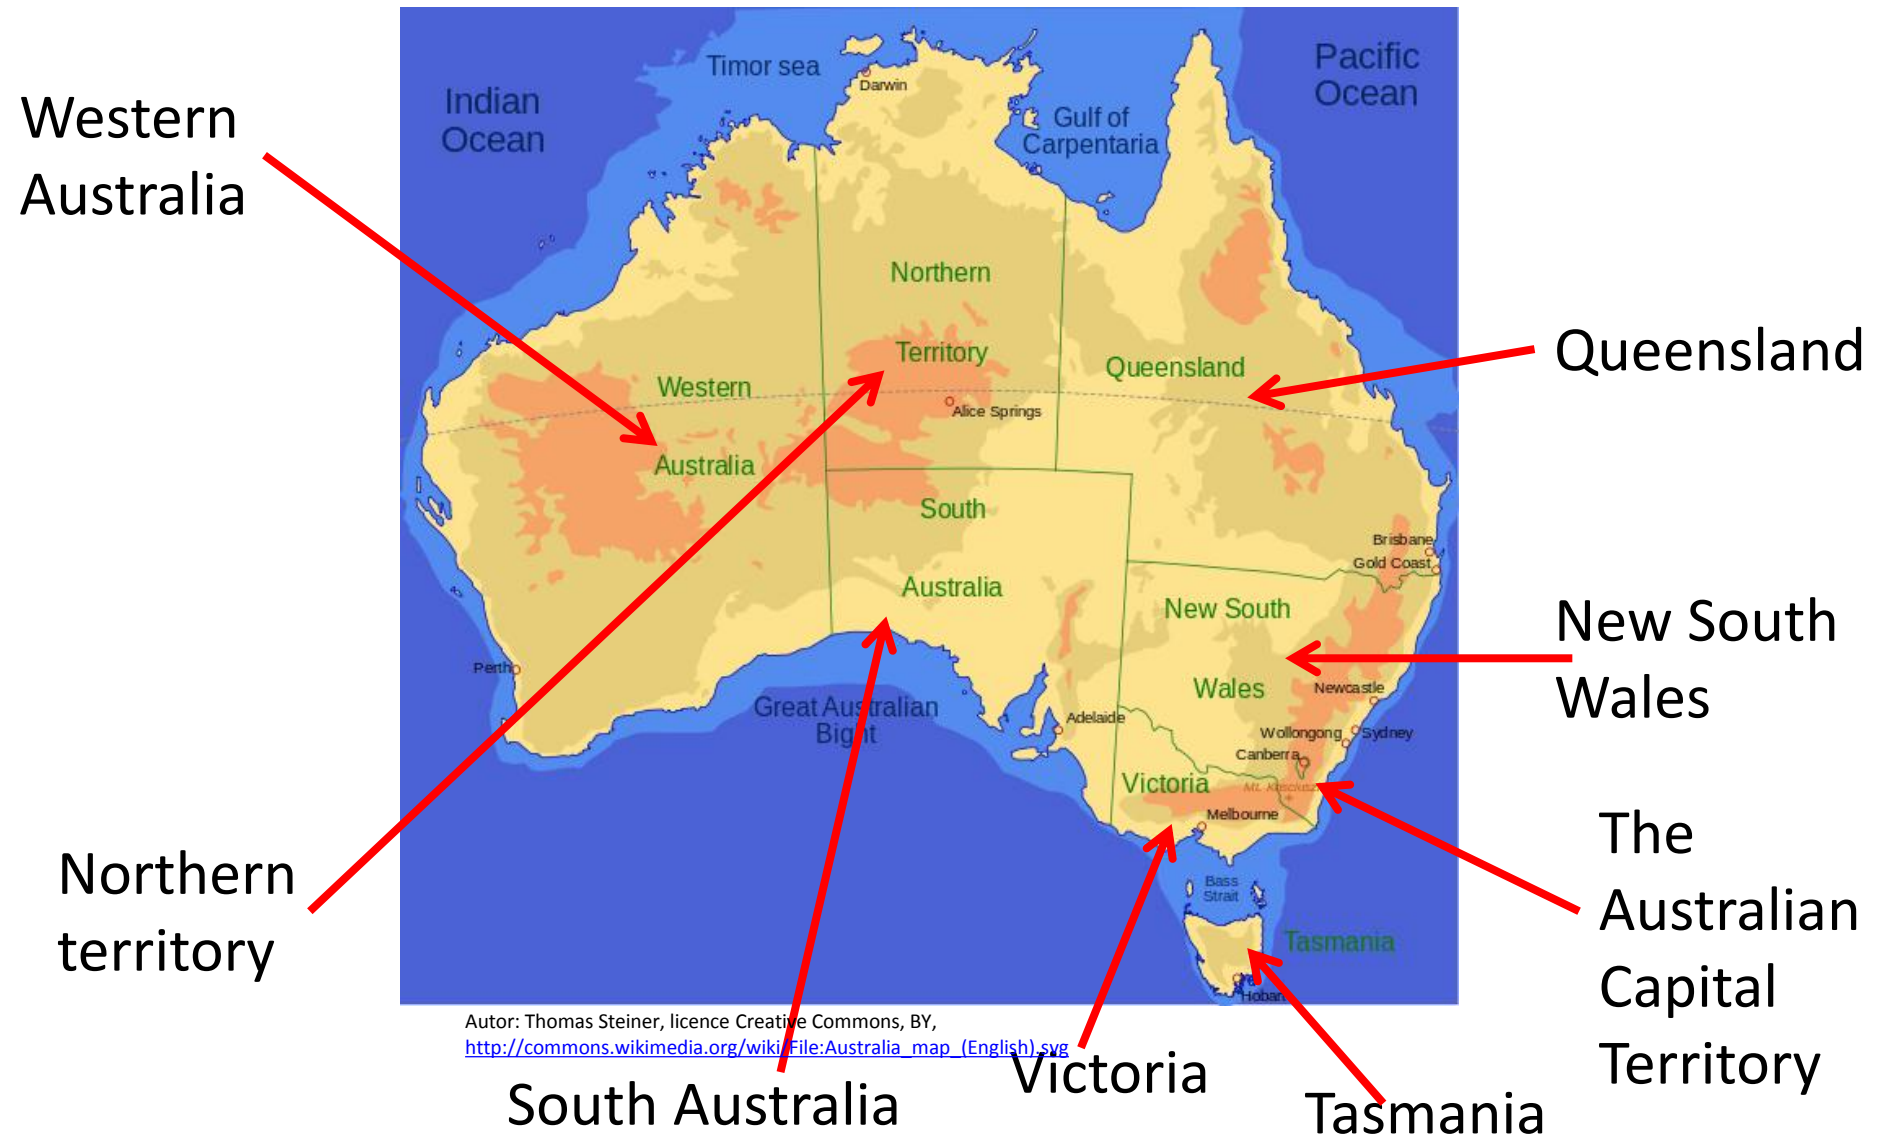 Western
Australia
Northern
territory
South Australia
Victoria
Tasmania
The
Australian
Capital
Territory
New South
Wales
Queensland
Indian
Ocean
Timor sea
Darwin
Gulf of
Carpentaria
Pacific
Ocean
Northern
Territory
Alice Springs
Queensland
Western
Australia
South
Australia
Brisbane
Gold Coast
New South
Wales
Newcastle
Wollongong
Sydney
Canberra
Perth
Great Australian
Bight
Adelaide
Victoria
Mt.
Melbourne
Bass
Strait
Tasmania
Hobart
Autor: Thomas Steiner, licence Creative Commons, BY,
http://commons.wikimedia.org/wiki/File:Australia_map_(English).svg